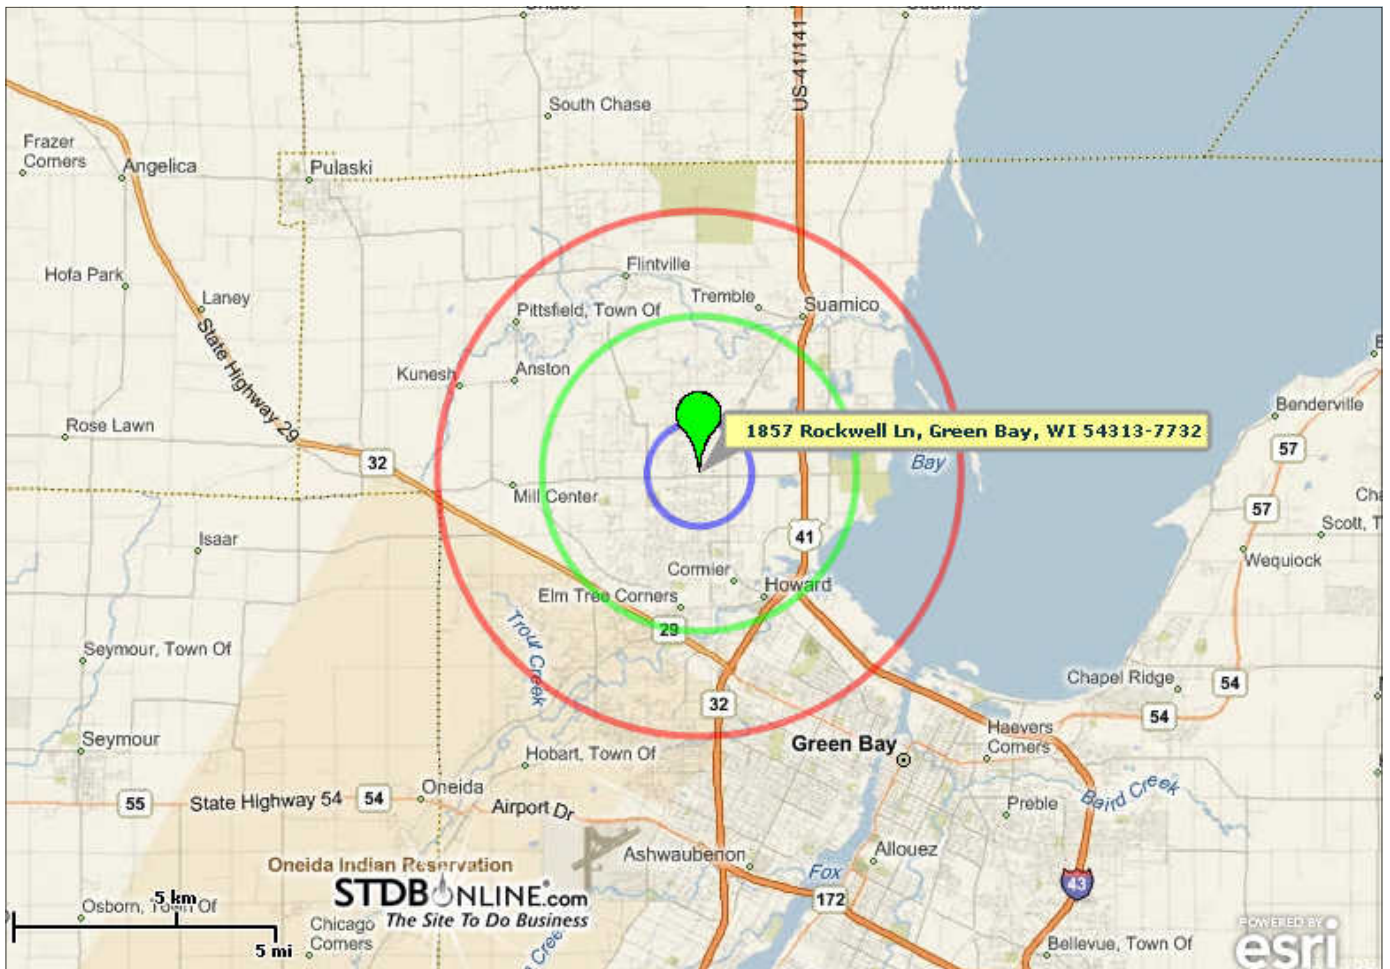 US-41/141
South Chase
Frazer
Corners
Angelica
Pulaski
Flintville
Hofa Park
Laney
Tremble
Suamico
Pittsfield, Town Of
State Highway 29
Kunesh
Anston
Benderville
Rose Lawn
1857 Rockwell Ln, Green Bay, WI 54313-7732
57
32
Bay
Mill Center
57
Scott, T
Isaar
41
Wequiock
Cormier
Howard
Elm Tree Corners
Trout Creek
29
Seymour, Town Of
Chapel Ridge
54
32
54
Seymour
Green Bay
Haevers
Corners
Hobart, Town Of
Oneida
Baird Creek
55
State Highway 54
54
Airport Dr
Preble
Ashwaubenon
Allouez
Oneida Indian Reservation
Fox
43
STDBONLINE.com
The Site To Do Business
172
5 km
Osborn, Town Of
Chicago
Corners
5 mi
Creek
Bellevue, Town Of
POWERED BY
esri